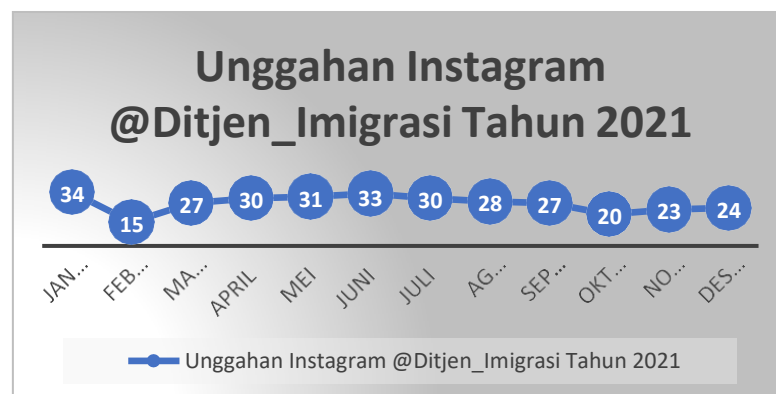 Unggahan Instagram
@Ditjen_Imigrasi Tahun 2021
34 15 27 30 31 33 30 28 27 20 23 24
JAN... FEB... MA... APRIL MEI JUNI JULI AG... SEP... OKT... NO... DES...
Unggahan Instagram @Ditjen_Imigrasi Tahun 2021